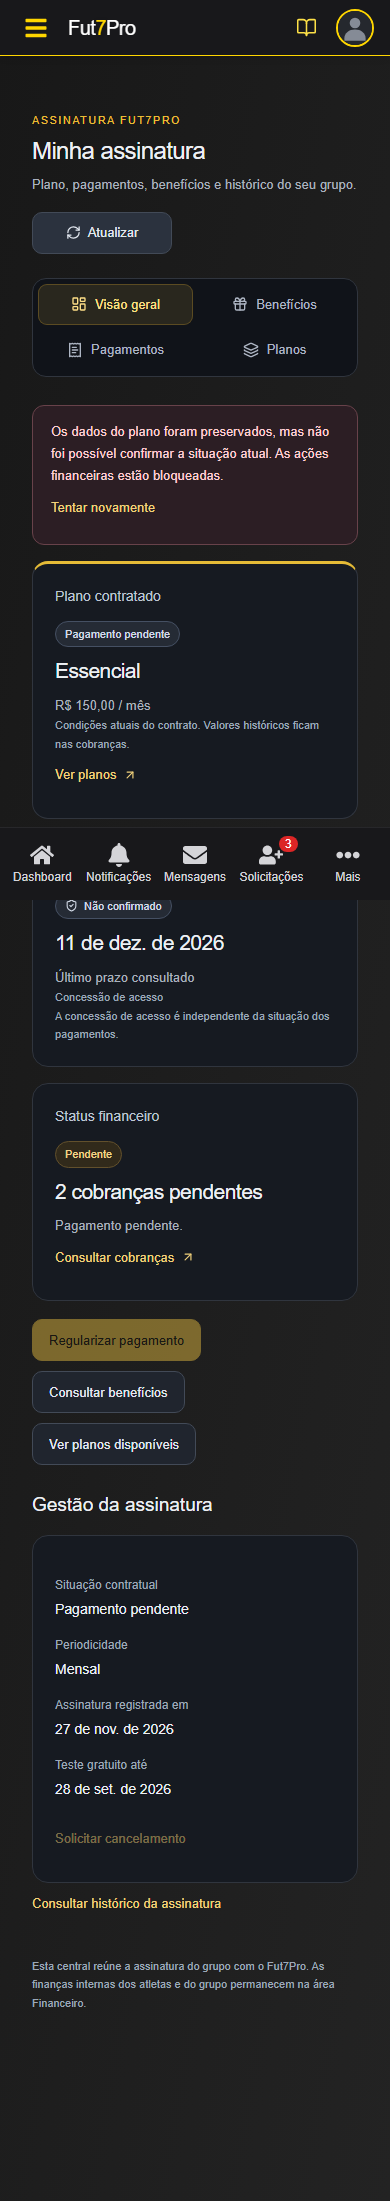 Fut7Pro
ASSINATURA FUT7PRO
Minha assinatura
Plano, pagamentos, benefícios e histórico do seu grupo.
Atualizar
Visão geral
Benefícios
Pagamentos
Planos
Os dados do plano foram preservados, mas não
foi possível confirmar a situação atual. As ações
financeiras estão bloqueadas.
Tentar novamente
Plano contratado
Pagamento pendente
Essencial
R$ 150,00 / mês
Condições atuais do contrato. Valores históricos ficam
nas cobranças.
Ver planos
3
Dashboard
Notificações
Mensagens
Solicitações
Mais
Não confirmado
11 de dez. de 2026
Último prazo consultado
Concessão de acesso
A concessão de acesso é independente da situação dos
pagamentos.
Status financeiro
Pendente
2 cobranças pendentes
Pagamento pendente.
Consultar cobranças
Regularizar pagamento
Consultar benefícios
Ver planos disponíveis
Gestão da assinatura
Situação contratual
Pagamento pendente
Periodicidade
Mensal
Assinatura registrada em
27 de nov. de 2026
Teste gratuito até
28 de set. de 2026
Solicitar cancelamento
Consultar histórico da assinatura
Esta central reúne a assinatura do grupo com o Fut7Pro. As
finanças internas dos atletas e do grupo permanecem na área
Financeiro.